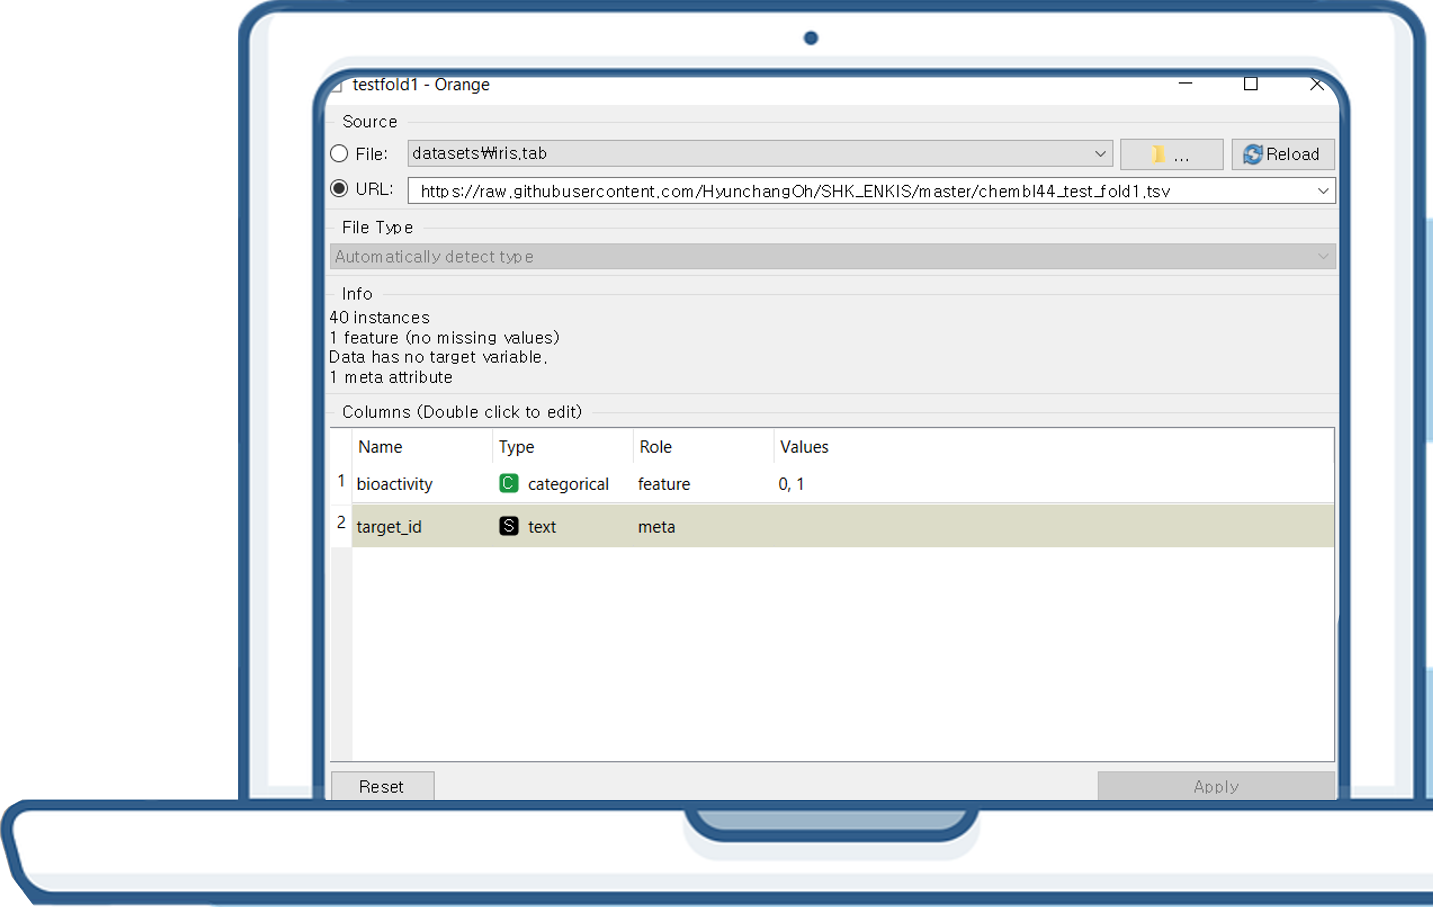 testfold1 - Orange
Source
File: datasets₩iris.tab ... Reload
URL: https://raw.githubusercontent.com/HyunchangOh/SHK_ENKIS/master/chembl44_test_fold1.tsv
File Type
Automatically detect type
Info
40 instances
1 feature (no missing values)
Data has no target variable.
1 meta attribute
Columns (Double click to edit)
Name Type Role Values
1 bioactivity C categorical feature 0, 1
2 target_id S text meta
Reset Apply